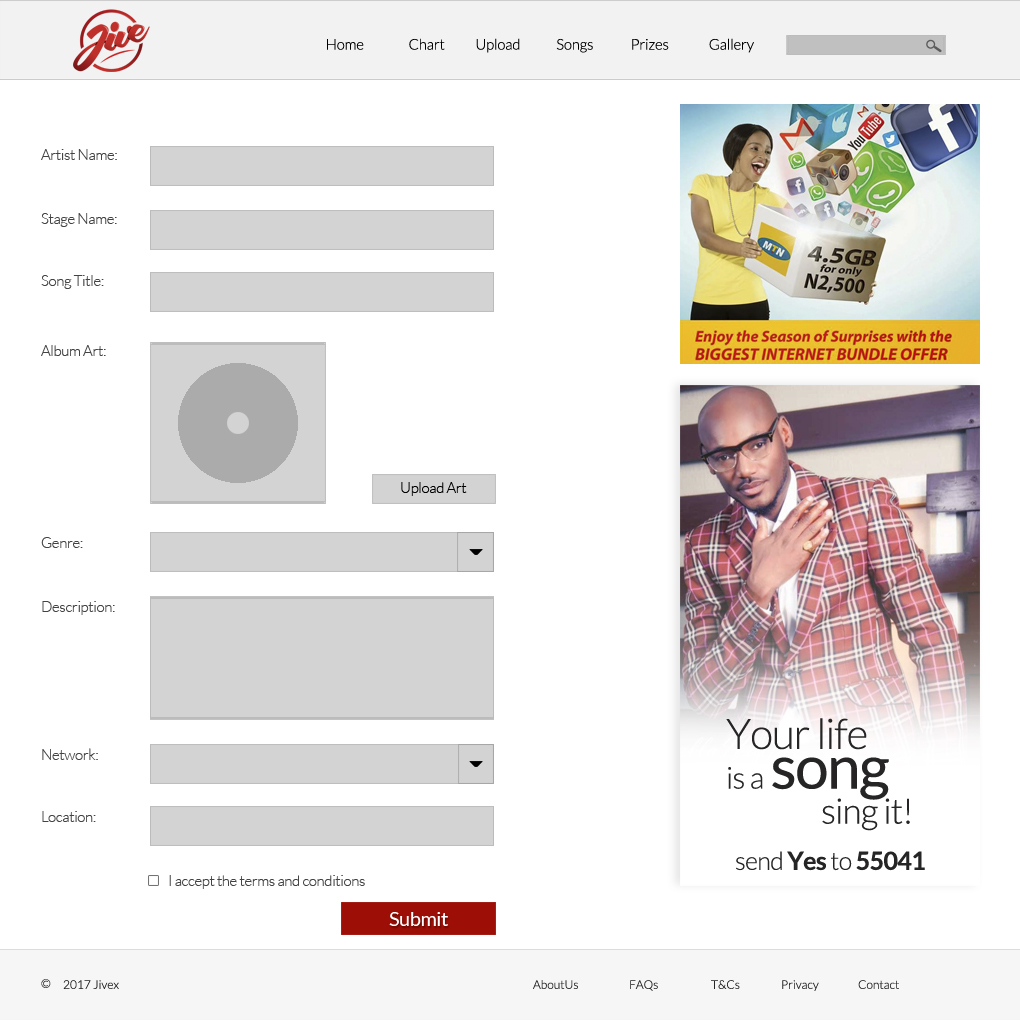 Jive
Home Chart Upload Songs Prizes Gallery
Artist Name:
Stage Name:
Song Title:
Album Art:
Upload Art
Genre:
Description:
Network:
Location:
I accept the terms and conditions
Submit
You Tube
MTN
4.5GB
for only
N2,500
Enjoy the Season of Surprises with the
BIGGEST INTERNET BUNDLE OFFER
Your life
is a song
sing it!
send Yes to 55041
© 2017 Jivex AboutUs FAQs T&Cs Privacy Contact